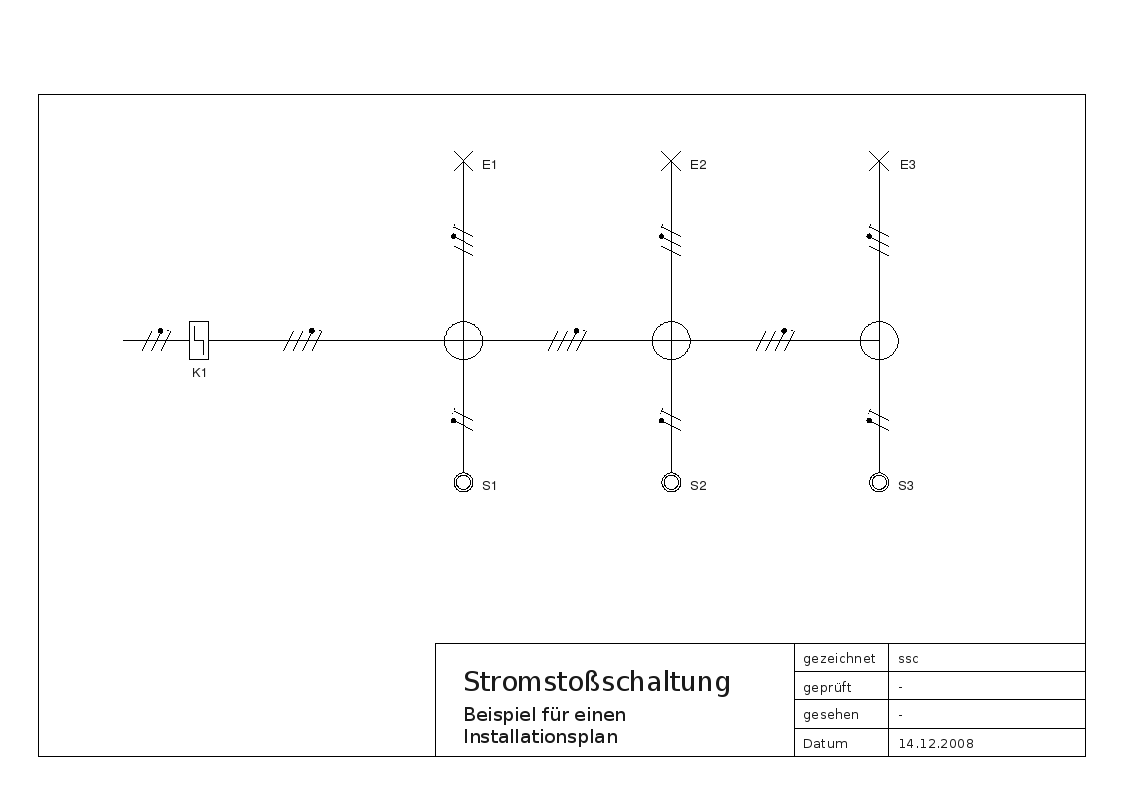 E1
E2
E3
K1
S1
S2
S3
Stromstoßschaltung
Beispiel für einen
Installationsplan
gezeichnet ssc
geprüft -
gesehen -
Datum 14.12.2008